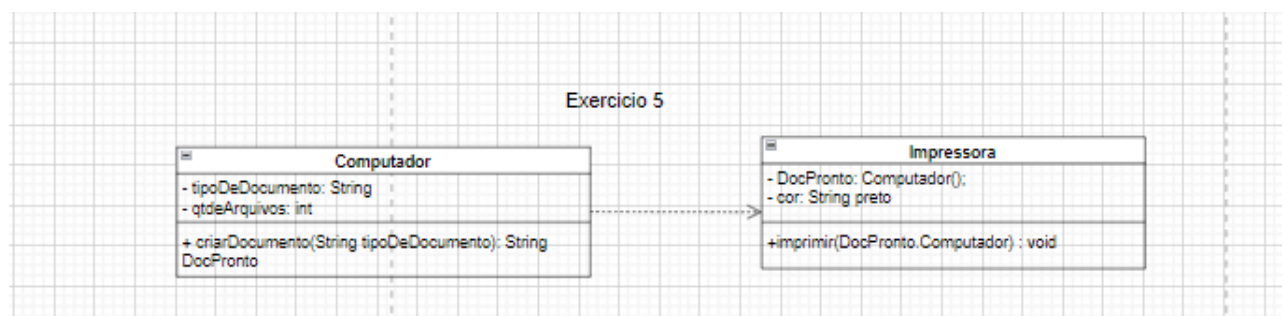 Exercicio 5
Computador
- tipoDeDocumento: String
- qtdeArquivos: int
+ criarDocumento(String tipoDeDocumento): String
DocPronto
Impressora
- DocPronto: Computador();
- cor: String preto
+imprimir(DocPronto.Computador) : void